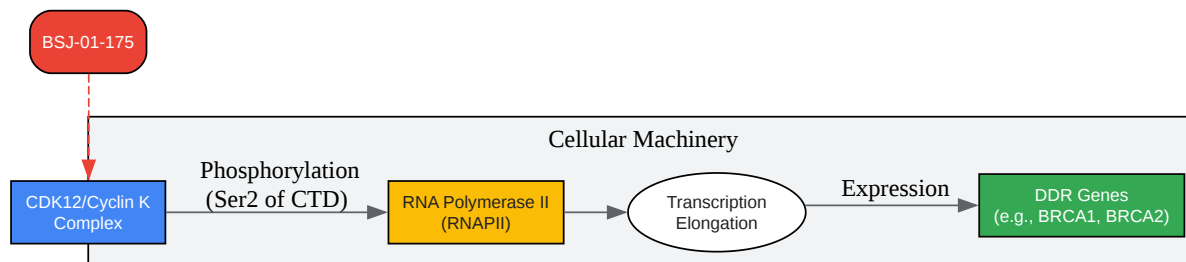 BSJ-01-175
Cellular Machinery
CDK12/Cyclin K
Complex
Phosphorylation
(Ser2 of CTD)
RNA Polymerase II
(RNAPII)
Transcription
Elongation
Expression
DDR Genes
(e.g., BRCA1, BRCA2)